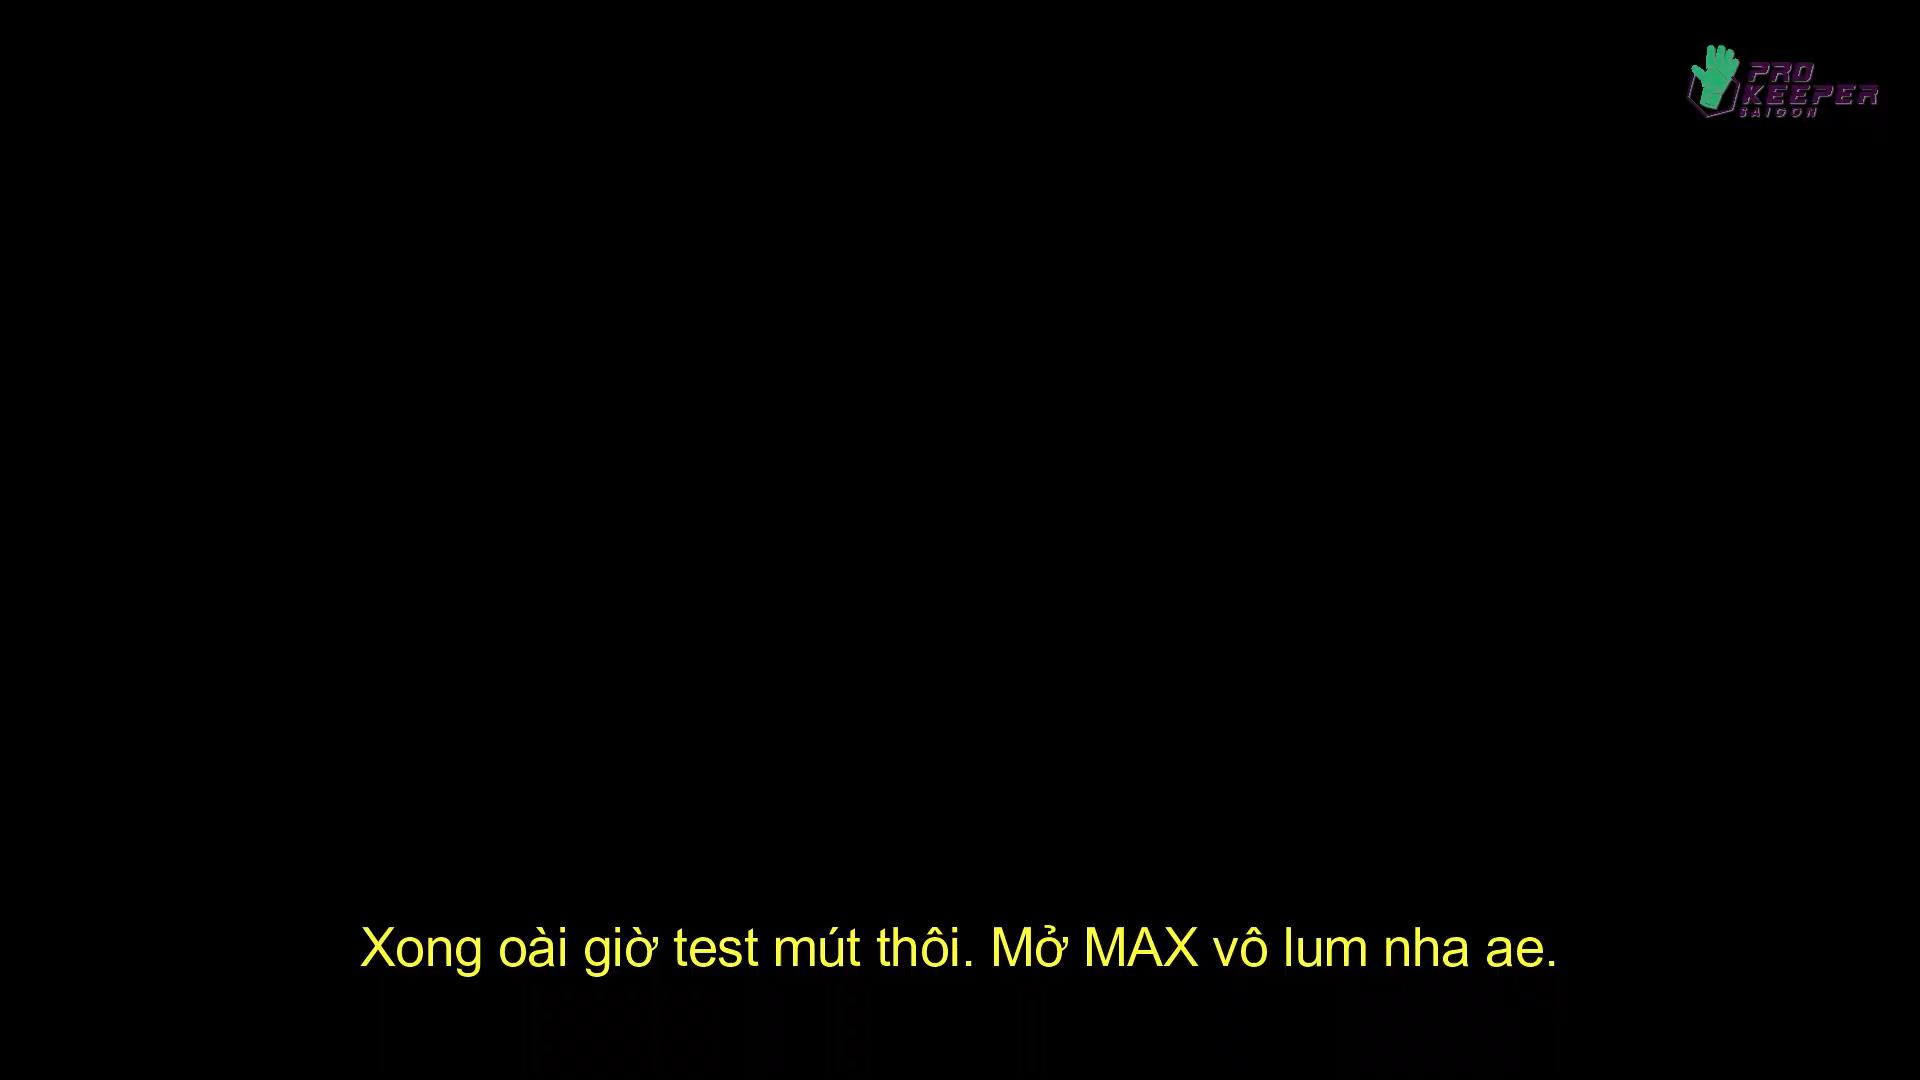 PRO
KEEPER
SAIGON
Xong oài giờ test mút thôi. Mở MAX vô lum nha ae.